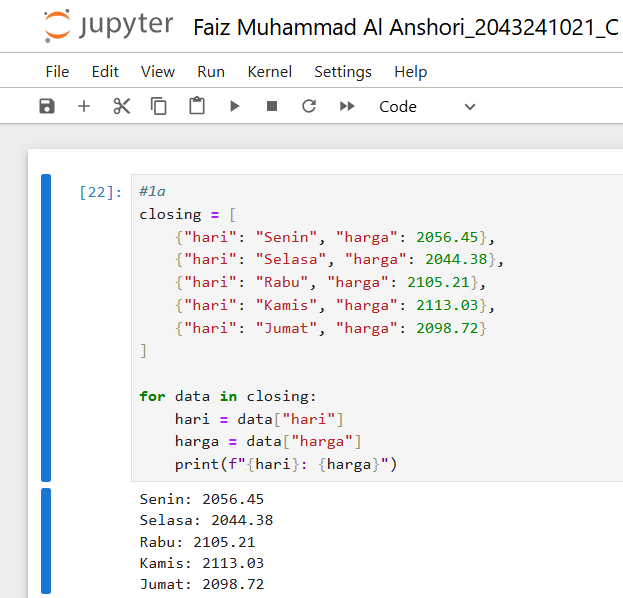 jupyter Faiz Muhammad Al Anshori_2043241021_C
File Edit View Run Kernel Settings Help
Code
[22]: #1a
closing = [
    {"hari": "Senin", "harga": 2056.45},
    {"hari": "Selasa", "harga": 2044.38},
    {"hari": "Rabu", "harga": 2105.21},
    {"hari": "Kamis", "harga": 2113.03},
    {"hari": "Jumat", "harga": 2098.72}
]
for data in closing:
    hari = data["hari"]
    harga = data["harga"]
    print(f"{hari}: {harga}")
Senin: 2056.45
Selasa: 2044.38
Rabu: 2105.21
Kamis: 2113.03
Jumat: 2098.72